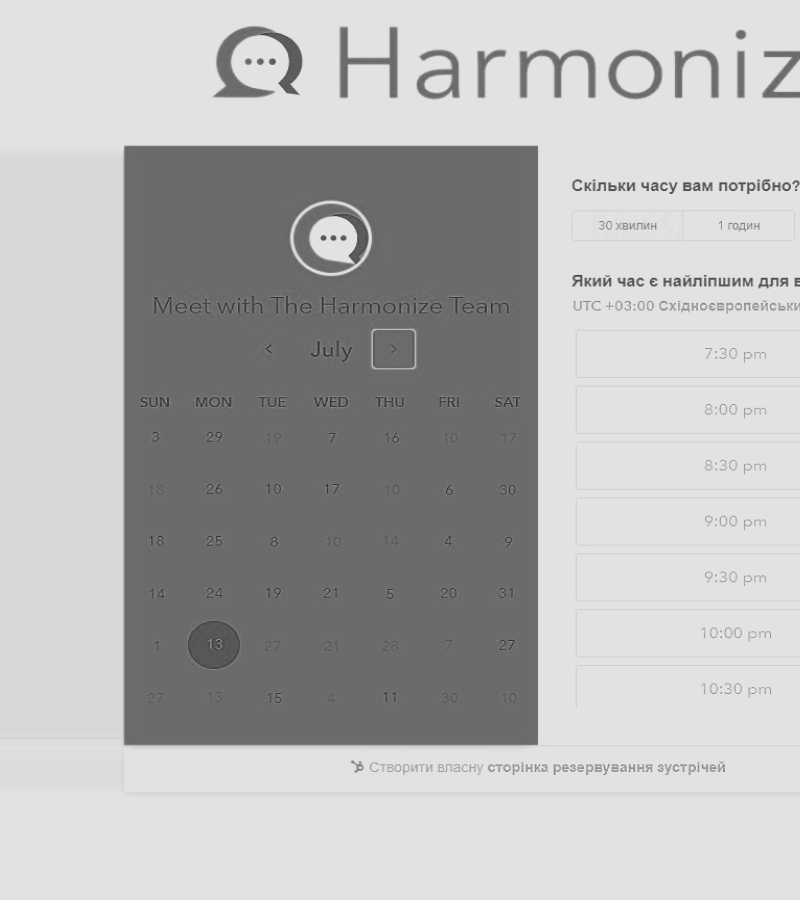 Harmoniz
Meet with The Harmonize Team
July
SUN MON TUE WED THU FRI SAT
3 29 19 7 16 10 17
18 26 10 17 10 6 30
18 25 8 10 14 4 9
14 24 19 21 5 20 31
1 13 27 21 28 7 27
27 13 15 4 11 30 10
Скільки часу вам потрібно?
30 хвилин 1 годин
Який час є найліпшим для в
UTC +03:00 Східноєвропейськи
7:30 pm
8:00 pm
8:30 pm
9:00 pm
9:30 pm
10:00 pm
10:30 pm
Створити власну сторінка резервування зустрічей